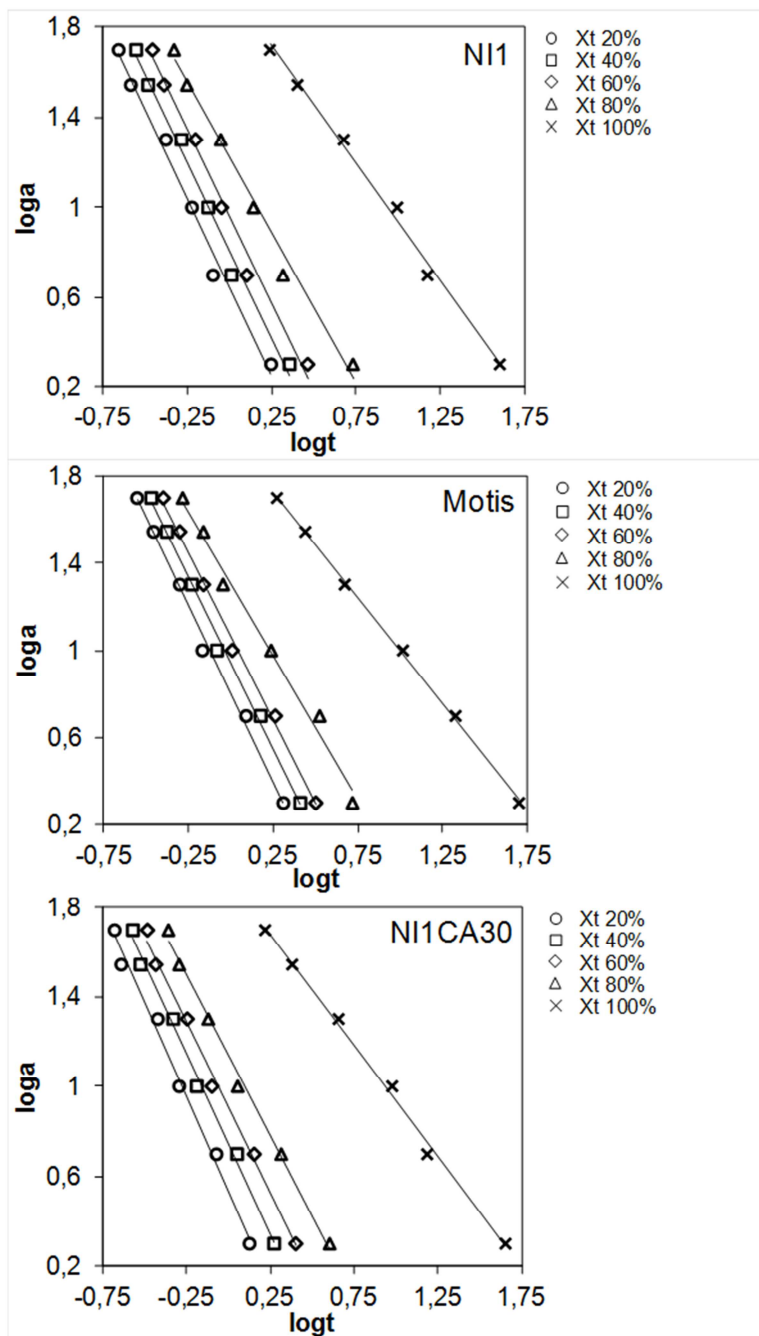 1.8
1,4
1
0,6
0,2
loga
-0,75
-0,25
0,25
0,75
1,25
1,75
logt
NI1
Xt 20%
Xt 40%
Xt 60%
Xt 80%
Xt 100%
1.8
1,4
1
0,6
0,2
loga
-0,75
-0,25
0,25
0,75
1,25
1,75
logt
Motis
Xt 20%
Xt 40%
Xt 60%
Xt 80%
Xt 100%
1.8
1,4
1
0,6
0,2
loga
-0,75
-0,25
0,25
0,75
1,25
1,75
logt
NI1CA30
Xt 20%
Xt 40%
Xt 60%
Xt 80%
Xt 100%